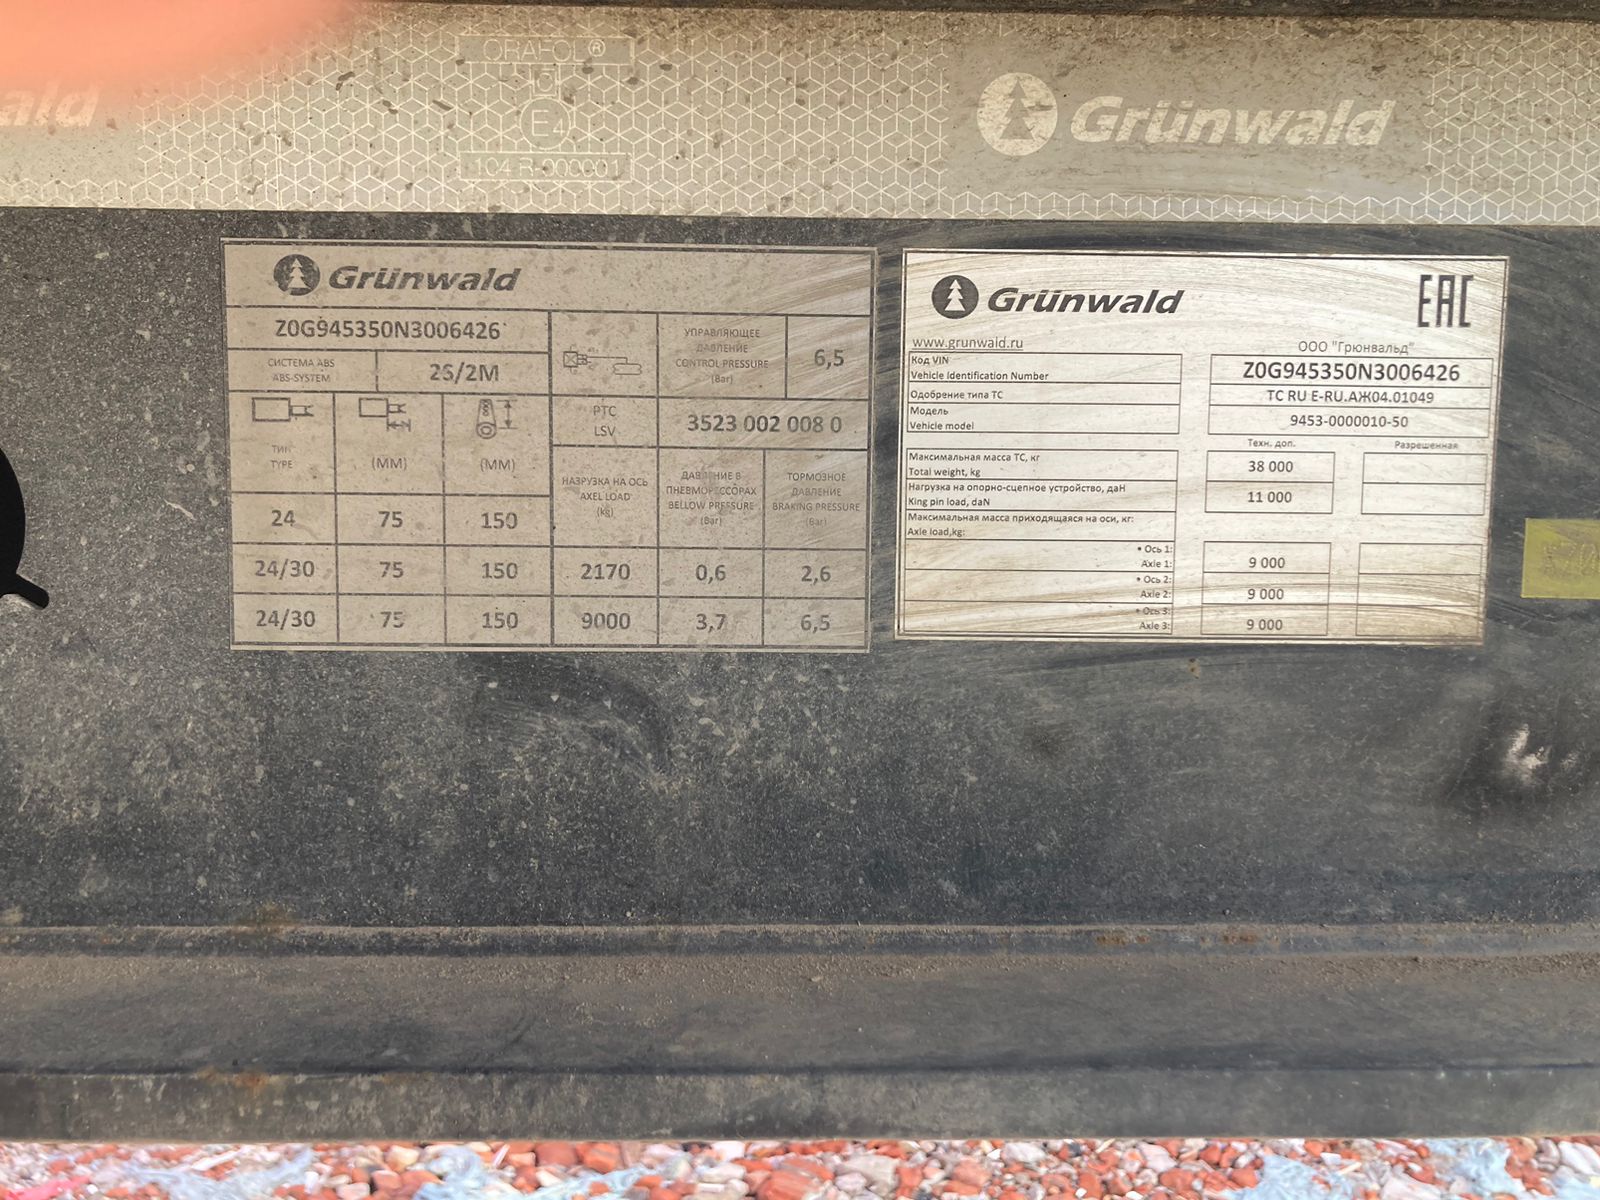 ORAFOL®
E4
104 R-000001
Grünwald
Grünwald
Z0G945350N3006426
СИСТЕМА ABS
ABS-SYSTEM
2S/2M
УПРАВЛЯЮЩЕЕ
ДАВЛЕНИЕ
CONTROL PRESSURE
(Bar)
6,5
РТС
LSV
3523 002 008 0
ТИП
TYPE
(ММ)
(ММ)
НАГРУЗКА НА ОСЬ
AXEL LOAD
(kg)
ДАВЛЕНИЕ В
ПНЕВМОРЕССОРАХ
BELLOW PRESSURE
(Bar)
ТОРМОЗНОЕ
ДАВЛЕНИЕ
BRAKING PRESSURE
(Bar)
24 75 150
24/30 75 150 2170 0,6 2,6
24/30 75 150 9000 3,7 6,5
Grünwald
EAC
www.grunwald.ru
ООО "Грюнвальд"
Код VIN
Vehicle Identification Number
Z0G945350N3006426
Одобрение типа ТС
ТС RU E-RU.АЖ04.01049
Модель
Vehicle model
9453-0000010-50
Техн. доп.
Разрешенная
Максимальная масса ТС, кг
Total weight, kg
38 000
Нагрузка на опорно-сцепное устройство, даН
King pin load, daN
11 000
Максимальная масса приходящаяся на оси, кг:
Axle load,kg:
• Ось 1:
Axle 1:
9 000
• Ось 2:
Axle 2:
9 000
• Ось 3:
Axle 3:
9 000